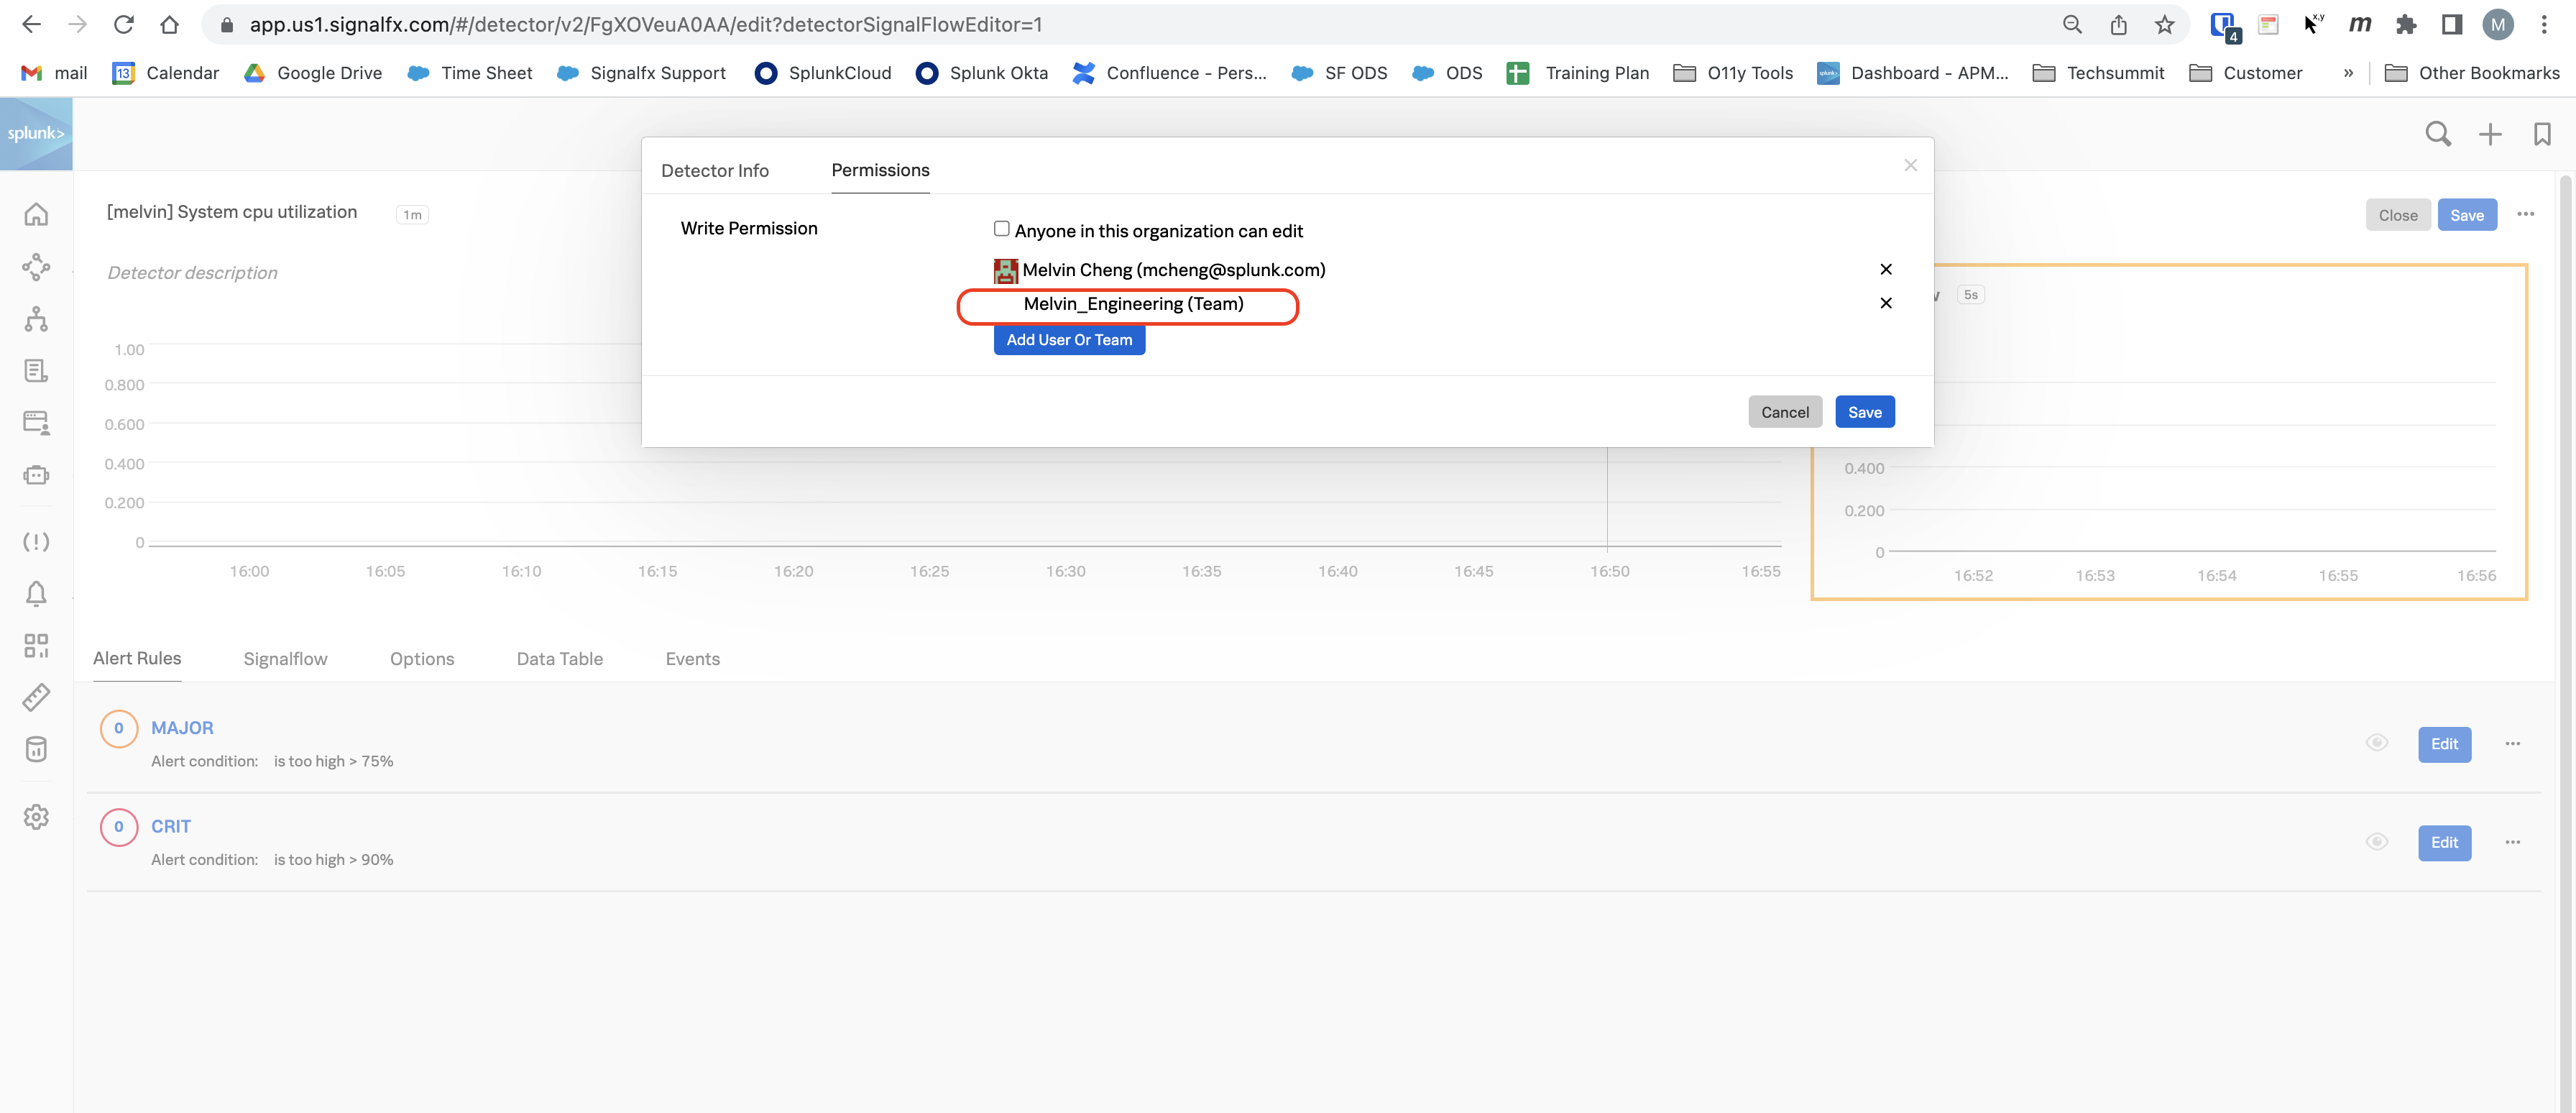 app.us1.signalfx.com/#/detector/v2/FgXOVeuA0AA/edit?detectorSignalFlowEditor=1
4
x,y
m
M
mail
13
Calendar
Google Drive
Time Sheet
Signalfx Support
SplunkCloud
Splunk Okta
Confluence - Pers...
SF ODS
ODS
Training Plan
O11y Tools
Dashboard - APM...
Techsummit
Customer
»
Other Bookmarks
splunk>
Detector Info
Permissions
×
[melvin] System cpu utilization
1m
Close
Save
...
Detector description
Write Permission
Anyone in this organization can edit
Melvin Cheng (mcheng@splunk.com)
×
Melvin_Engineering (Team)
×
Add User Or Team
Cancel
Save
5s
1.00
0.800
0.600
0.400
0.200
0
16:00
16:05
16:10
16:15
16:20
16:25
16:30
16:35
16:40
16:45
16:50
16:55
0.400
0.200
0
16:52
16:53
16:54
16:55
16:56
Alert Rules
Signalflow
Options
Data Table
Events
0
MAJOR
Alert condition: is too high > 75%
Edit
...
0
CRIT
Alert condition: is too high > 90%
Edit
...